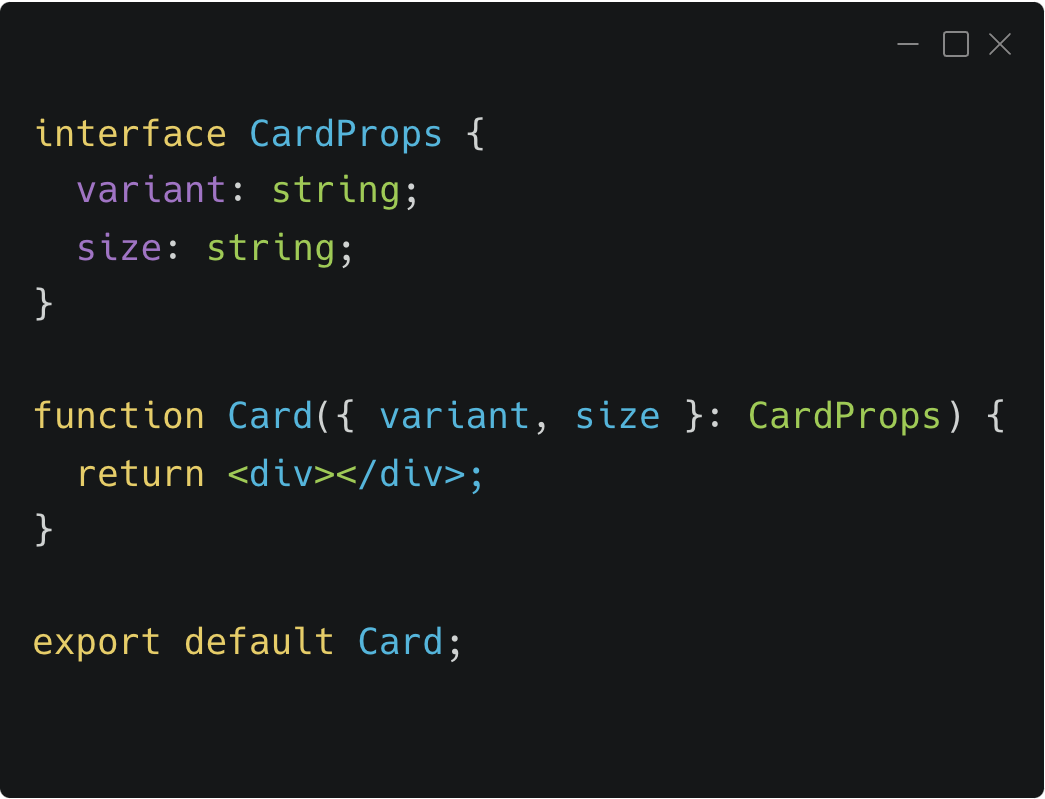 interface CardProps {
  variant: string;
  size: string;
}

function Card({ variant, size }: CardProps) {
  return <div></div>;
}

export default Card;